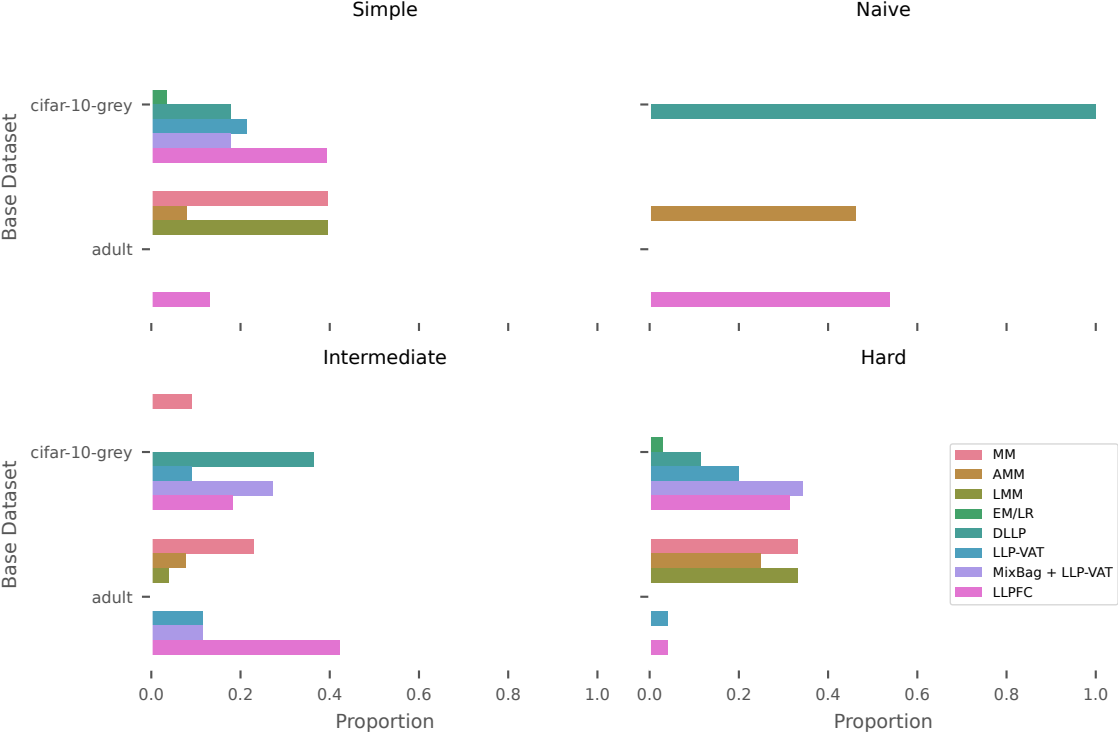 Simple
Naive
Base Dataset
cifar-10-grey
adult
Intermediate
Hard
Base Dataset
cifar-10-grey
adult
MM
AMM
LMM
EM/LR
DLLP
LLP-VAT
MixBag + LLP-VAT
LLPFC
0.0 0.2 0.4 0.6 0.8 1.0
Proportion
0.0 0.2 0.4 0.6 0.8 1.0
Proportion